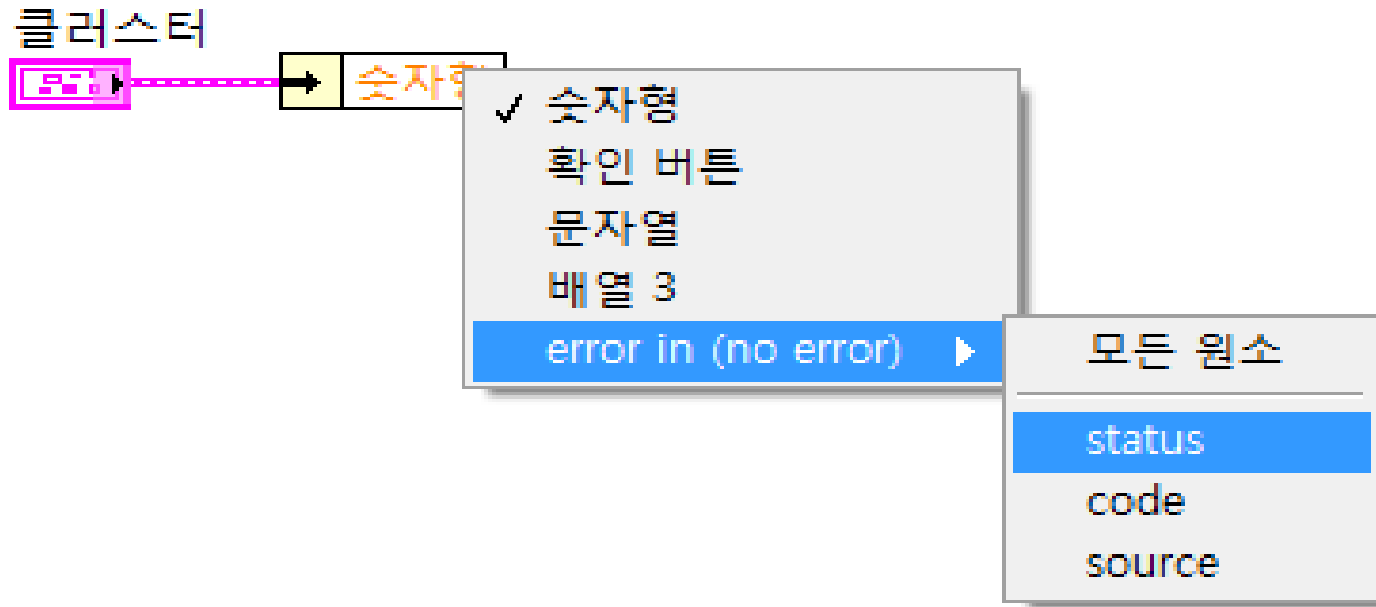 클러스터
숫자형
숫자형
확인 버튼
문자열
배열 3
error in (no error)
모든 원소
status
code
source